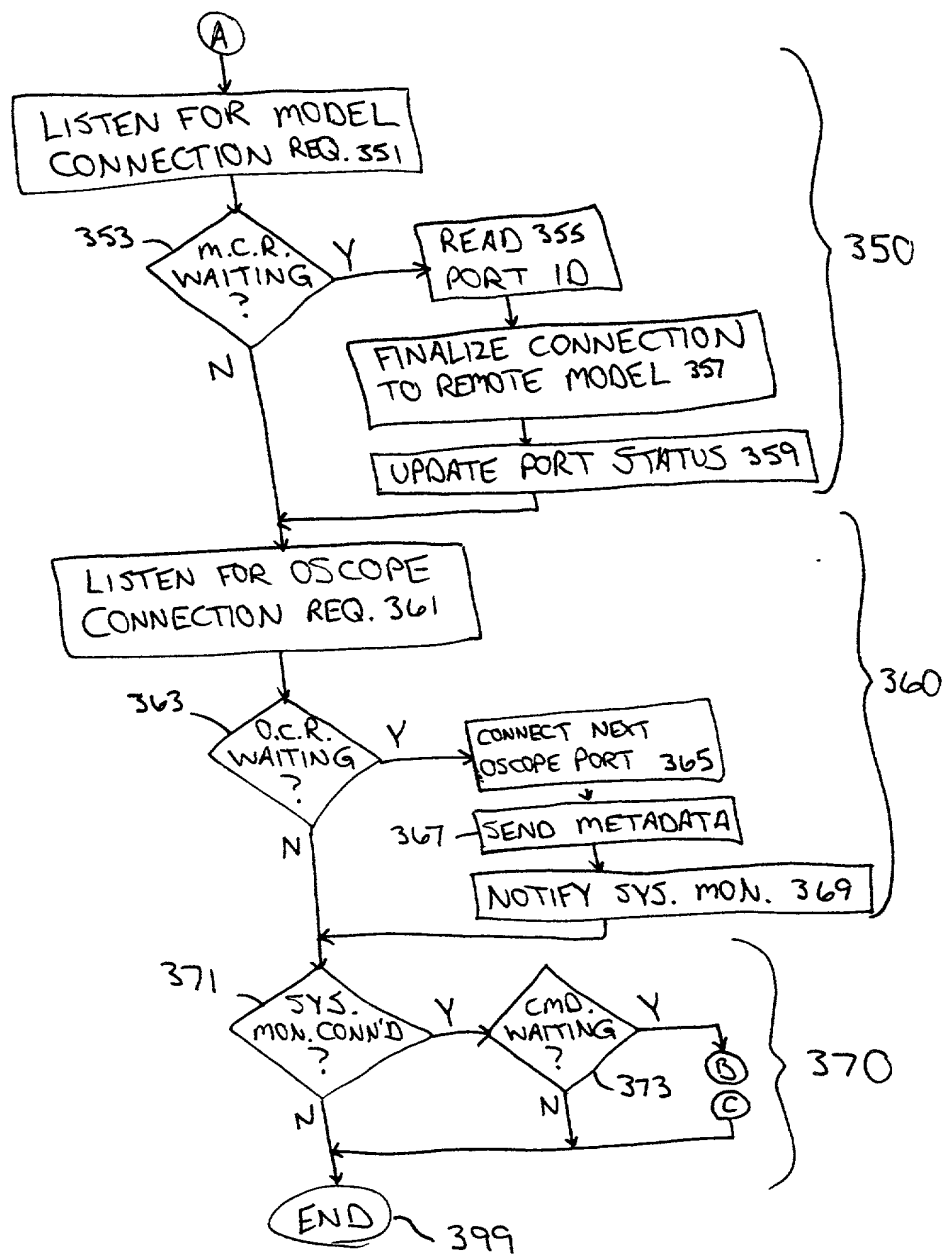 A
LISTEN FOR MODEL
CONNECTION REQ. 351
353
M.C.R.
WAITING
?
Y
N
READ 355
PORT ID
FINALIZE CONNECTION
TO REMOTE MODEL 357
UPDATE PORT STATUS 359
350
LISTEN FOR OSCOPE
CONNECTION REQ. 361
363
O.C.R.
WAITING
?
Y
N
CONNECT NEXT
OSCOPE PORT 365
367
SEND METADATA
NOTIFY SYS. MON. 369
360
371
SYS.
MON. CONN'D
?
Y
N
CMD.
WAITING
?
Y
N
373
B
C
370
END
399